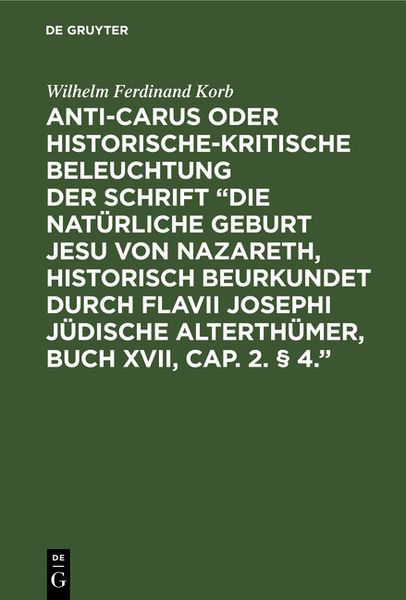 DE GRUYTER
Wilhelm Ferdinand Korb
ANTI-CARUS ODER
HISTORISCHE-KRITISCHE
BELEUCHTUNG
DER SCHRIFT “DIE
NATÜRLICHE GEBURT
JESU VON NAZARETH,
HISTORISCH BEURKUNDET
DURCH FLAVII JOSEPHI
JÜDISCHE ALTERTHÜMER,
BUCH XVII, CAP. 2. § 4.”
DE
G